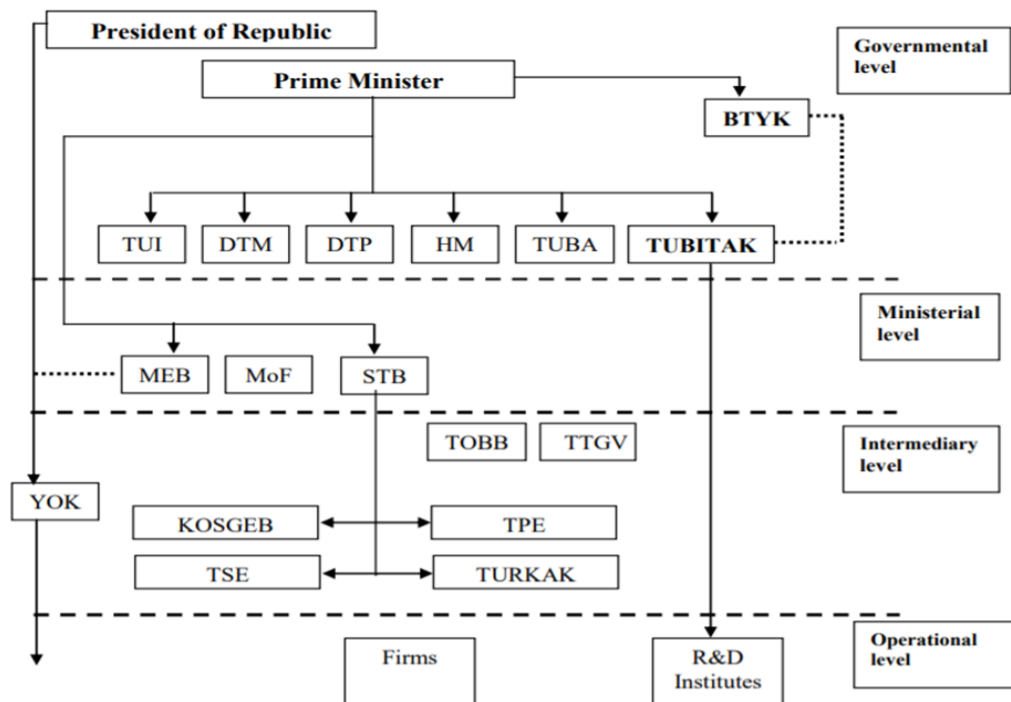 President of Republic
Governmental
level
Prime Minister
BTYK
TUI
DTM
DTP
HM
TUBA
TUBITAK
Ministerial
level
MEB
MoF
STB
Intermediary
level
TOBB
TTGV
YOK
KOSGEB
TPE
TSE
TURKAK
Operational
level
Firms
R&D
Institutes